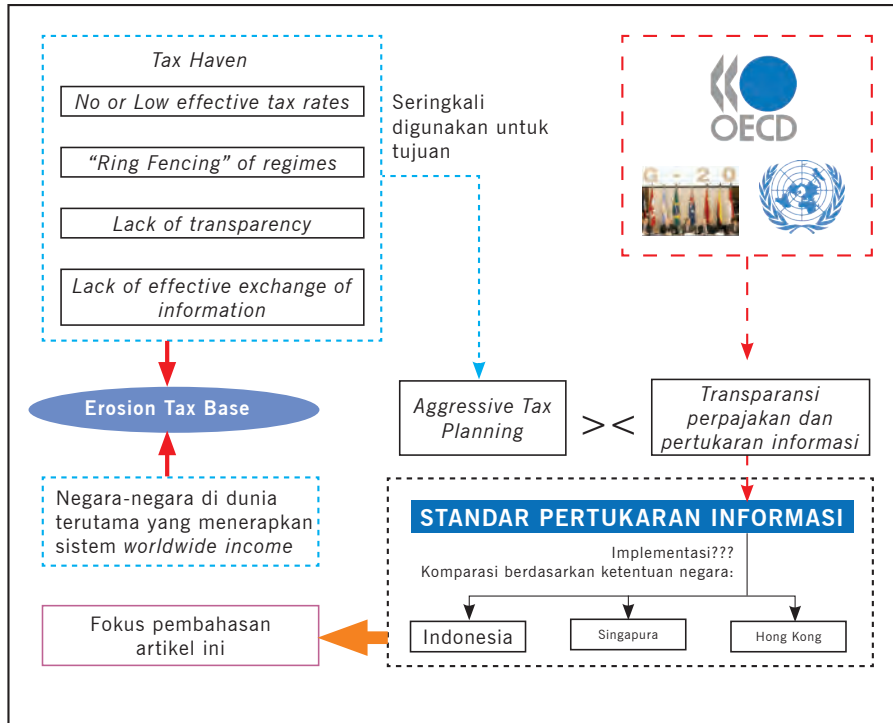 Tax Haven
No or Low effective tax rates
“Ring Fencing” of regimes
Lack of transparency
Lack of effective exchange of
information
Seringkali
digunakan untuk
tujuan
OECD
G-20
Erosion Tax Base
Aggressive Tax
Planning
><
Transparansi
perpajakan dan
pertukaran informasi
Negara-negara di dunia
terutama yang menerapkan
sistem worldwide income
STANDAR PERTUKARAN INFORMASI
Implementasi???
Komparasi berdasarkan ketentuan negara:
Indonesia
Singapura
Hong Kong
Fokus pembahasan
artikel ini